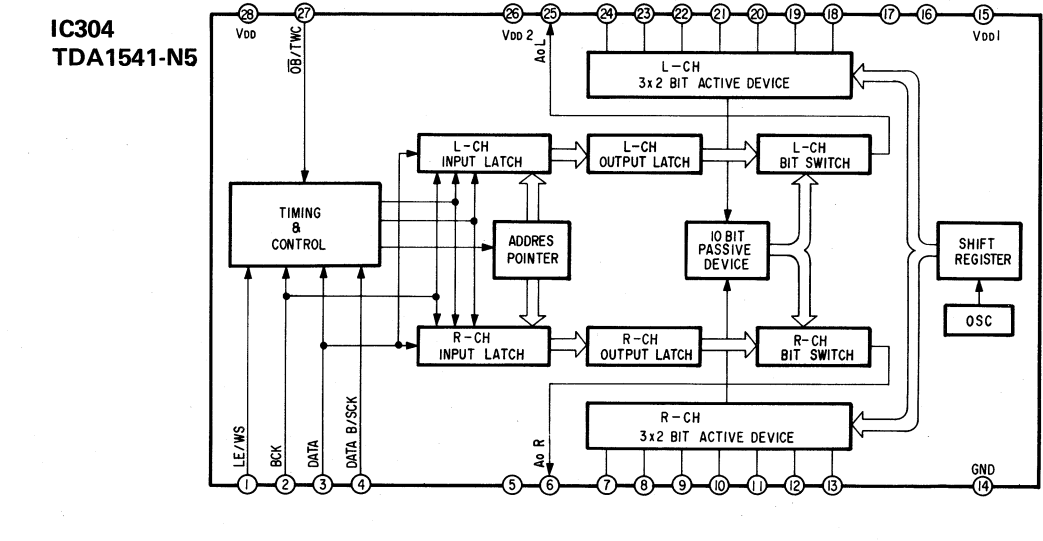 IC304
TDA1541-N5
28 27 26 25 24 23 22 21 20 19 18 17 16 15
VDD
VDD 2
VDD1
OB/TWC
AoL
L-CH
3x2 BIT ACTIVE DEVICE
L-CH
INPUT LATCH
L-CH
OUTPUT LATCH
L-CH
BIT SWITCH
TIMING
&
CONTROL
ADDRES
POINTER
10 BIT
PASSIVE
DEVICE
SHIFT
REGISTER
OSC
R-CH
INPUT LATCH
R-CH
OUTPUT LATCH
R-CH
BIT SWITCH
R-CH
3x2 BIT ACTIVE DEVICE
LE/WS
BCK
DATA
DATA B/SCK
AoR
GND
1 2 3 4 5 6 7 8 9 10 11 12 13 14